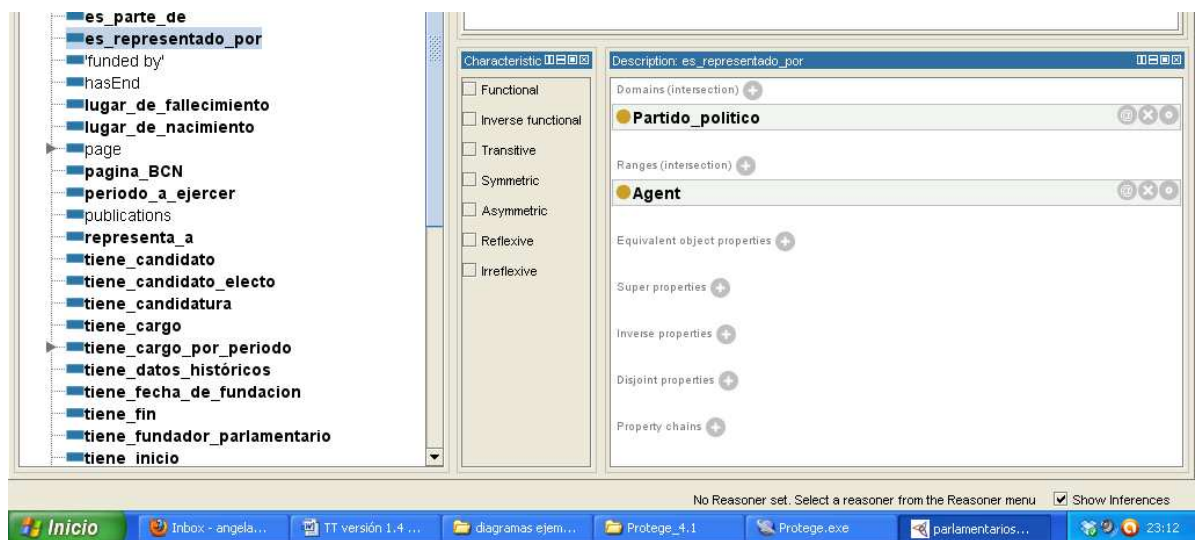 es_parte_de
es_representado_por
'funded by'
hasEnd
lugar_de_fallecimiento
lugar_de_nacimiento
page
pagina_BCN
periodo_a_ejercer
publications
representa_a
tiene_candidato
tiene_candidato_electo
tiene_candidatura
tiene_cargo
tiene_cargo_por_periodo
tiene_datos_históricos
tiene_fecha_de_fundacion
tiene_fin
tiene_fundador_parlamentario
tiene_inicio
Characteristic
Functional
Inverse functional
Transitive
Symmetric
Asymmetric
Reflexive
Irreflexive
Description: es_representado_por
Domains (intersection)
Partido_politico
Ranges (intersection)
Agent
Equivalent object properties
Super properties
Inverse properties
Disjoint properties
Property chains
No Reasoner set. Select a reasoner from the Reasoner menu Show Inferences
Inicio Inbox - angela... TT versión 1.4 ... diagramas ejem... Protege_4.1 Protege.exe parlamentarios... 23:12